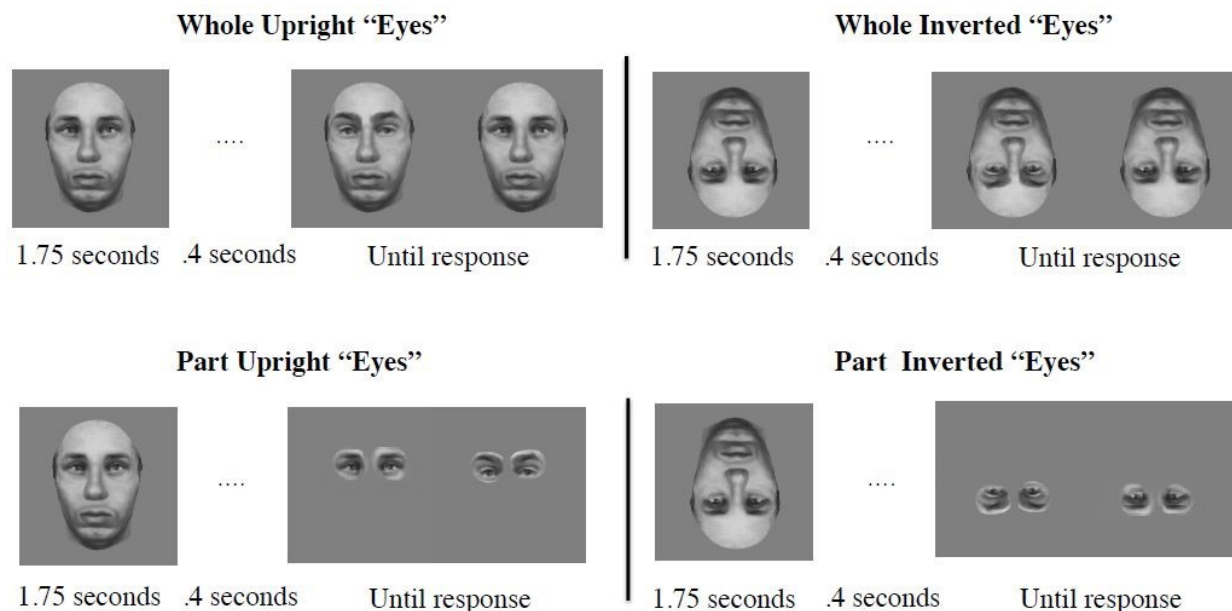 Whole Upright “Eyes”
....
1.75 seconds .4 seconds Until response
Whole Inverted “Eyes”
....
1.75 seconds .4 seconds Until response
Part Upright “Eyes”
....
1.75 seconds .4 seconds Until response
Part Inverted “Eyes”
....
1.75 seconds .4 seconds Until response